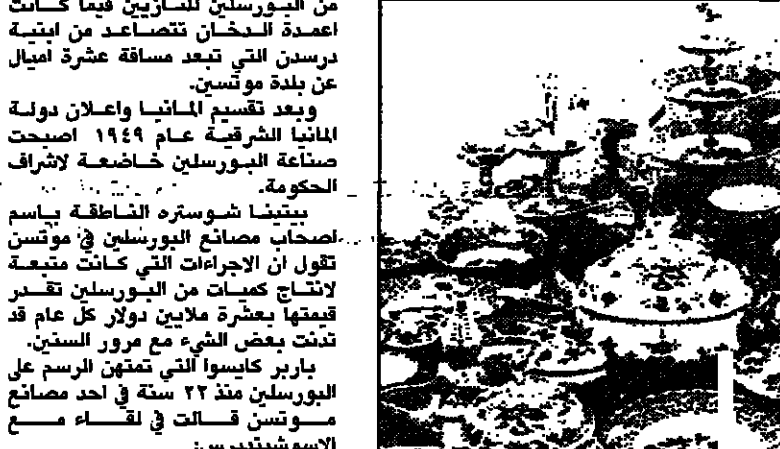 من البورسلين للنازيين فيما كانت
اعمدة الدخان تتصاعد من ابنية
درسدن التي تبعد مسافة عشرة اميال
عن بلدة موتسين.
وبعد تقسيم المانيا واعلان دولة
المانيا الشرقية عام ١٩٤٩ اصبحت
صناعة البورسلين خاضعة لاشراف
الحكومة.
بيتينا شوستره الناطقة باسم
اصحاب مصانع البورسلين في موتسن
تقول ان الاجراءات التي كانت متبعة
لانتاج كميات من البورسلين تقدر
قيمتها بعشرة ملايين دولار كل عام قد
تدنت بعض الشيء مع مرور السنين.
باربر كايسوا التي تمتهن الرسم على
البورسلين منذ ٢٢ سنة في احد مصانع
موتسن قالت في لقاء مع
الاسوشيتدبرس: